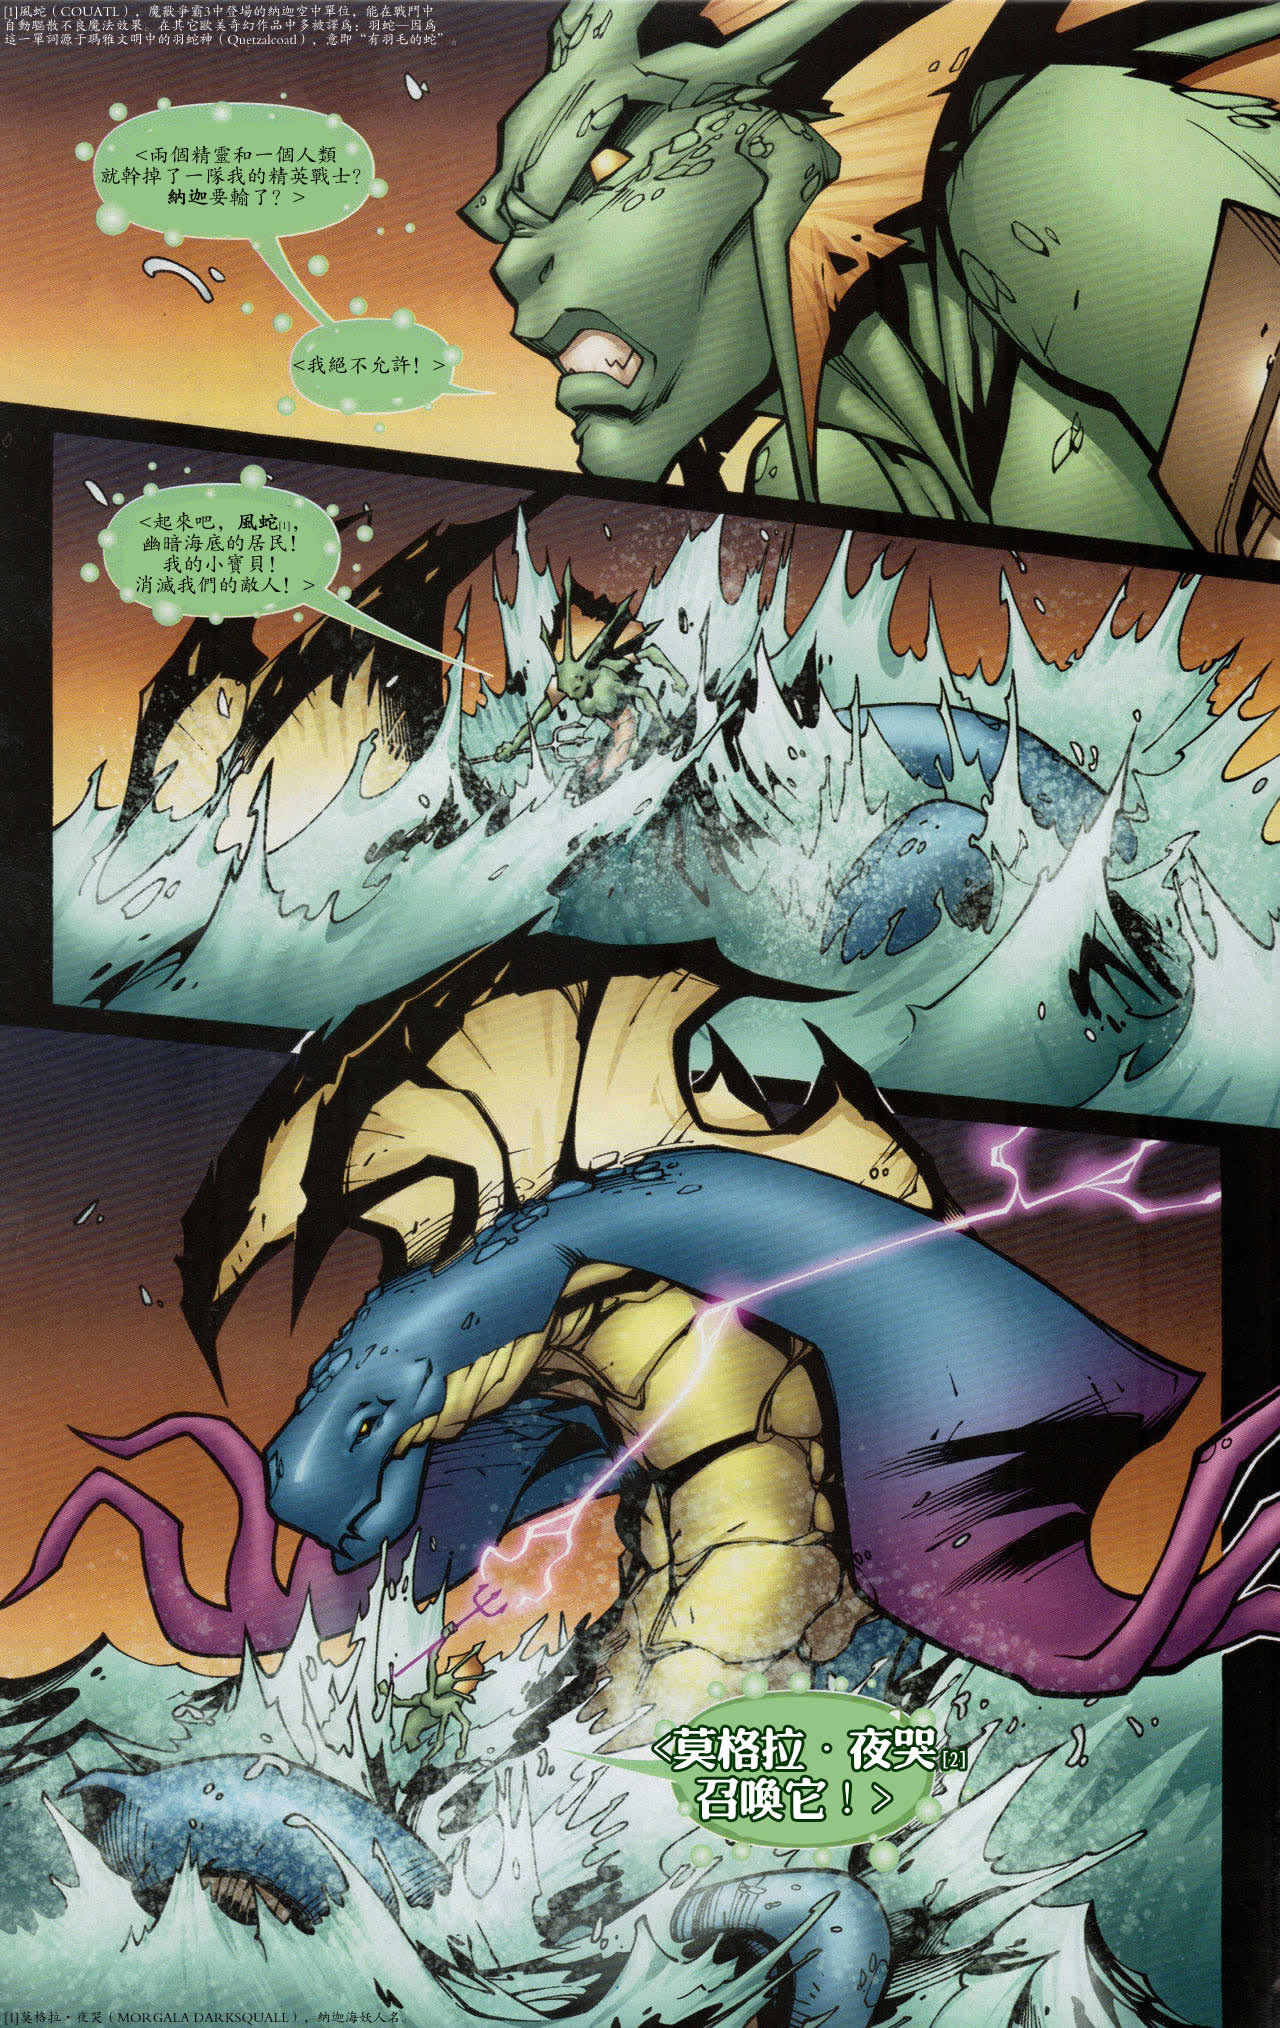 [1]風蛇（COUATL），魔獸爭霸3中登場的納迦空中單位，能在戰鬥中
自動驅散不良魔法效果。在其它歐美奇幻作品中多被譯爲：羽蛇—因爲
這一單詞源于瑪雅文明中的羽蛇神（Quetzalcoatl），意即“有羽毛的蛇”。
<兩個精靈和一個人類
就幹掉了一隊我的精英戰士？
納迦要輸了？>
<我絕不允許！>
<起來吧，風蛇[1]，
幽暗海底的居民！
我的小寶貝！
消滅我們的敵人！>
<莫格拉·夜哭[2]
召喚它！>
[1]莫格拉·夜哭（MORGALA DARKSQUALL），納迦海妖人名。